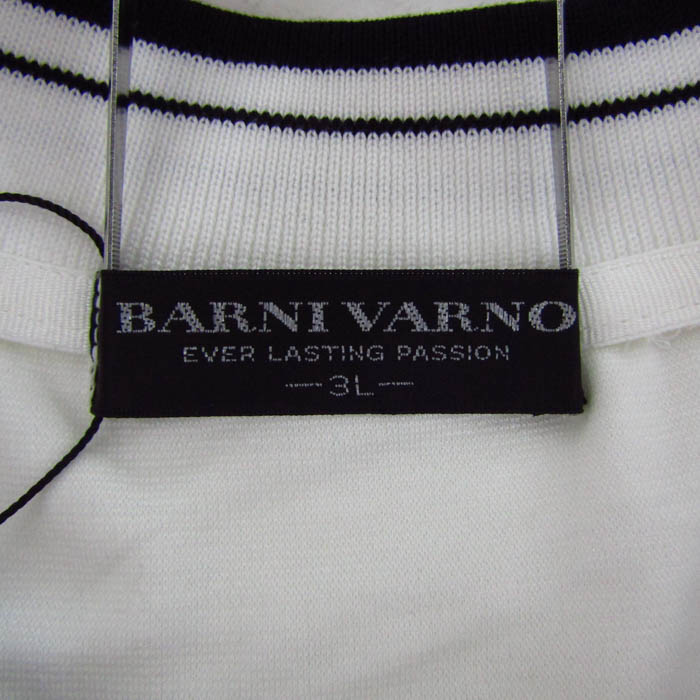 BARNI VARNO
EVER LASTING PASSION
3L